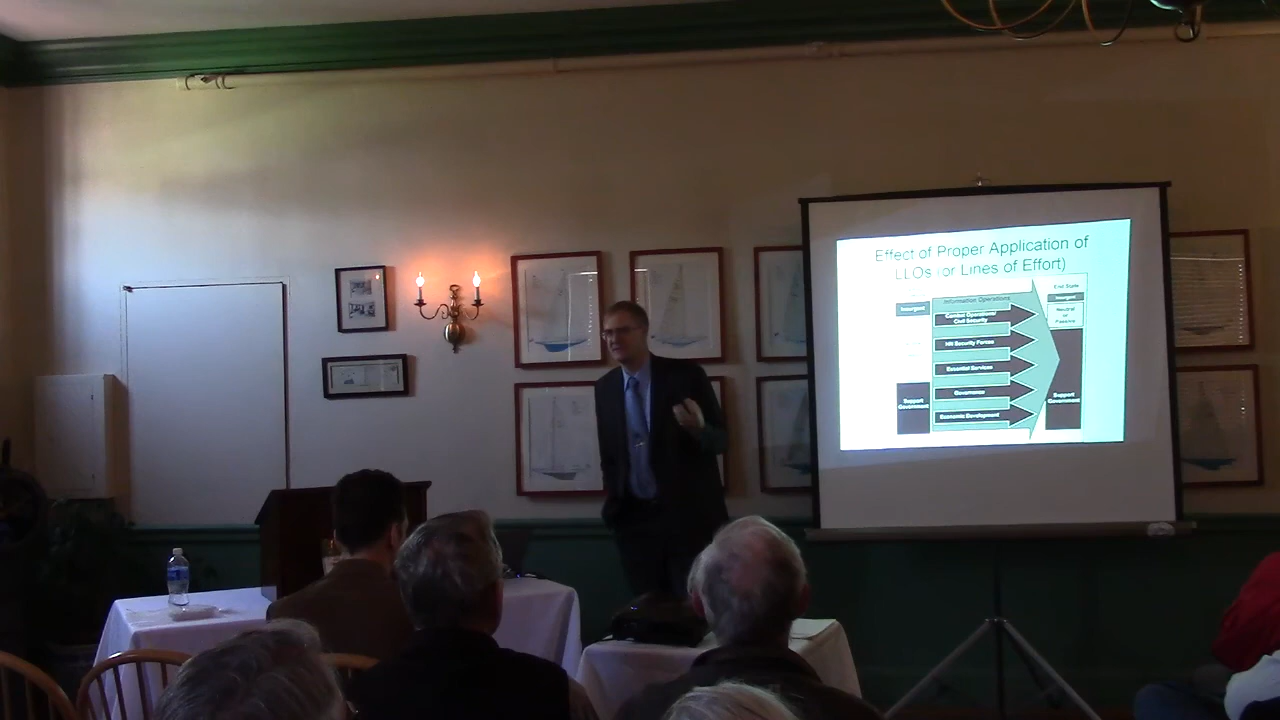 Effect of Proper Application of
LLOs (or Lines of Effort)
End State
Information Operations
Insurgent
Insurgent
Combat Operations/
Civil Security
Neutral
or
Passive
HN Security Forces
Essential Services
Support
Government
Governance
Support
Government
Economic Development